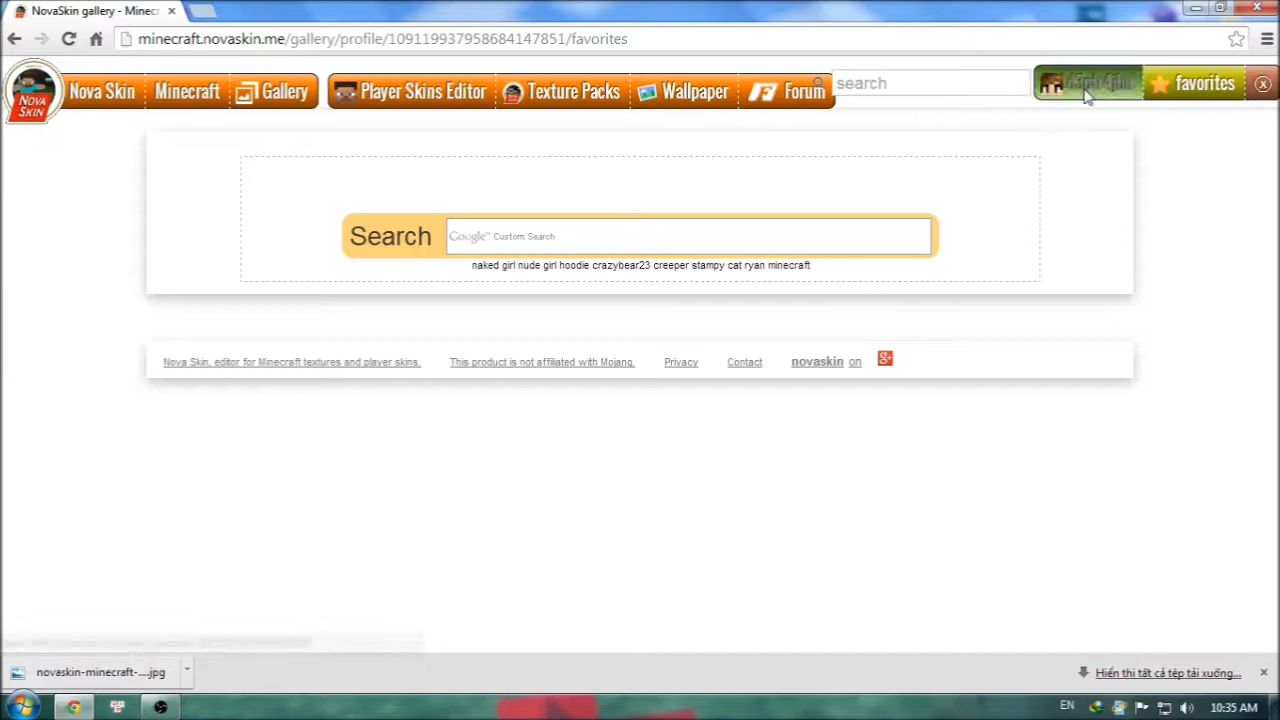 NovaSkin gallery - Minec
minecraft.novaskin.me/gallery/profile/109119937958684147851/favorites
NOVA SKIN
Nova Skin
Minecraft
Gallery
Player Skins Editor
Texture Packs
Wallpaper
Forum
search
favorites
Search
Google™ Custom Search
naked girl nude girl hoodie crazybear23 creeper stampy cat ryan minecraft
Nova Skin, editor for Minecraft textures and player skins.
This product is not affiliated with Mojang.
Privacy
Contact
novaskin on
novaskin-minecraft-....jpg
Hiển thị tất cả tệp tải xuống...
EN
10:35 AM